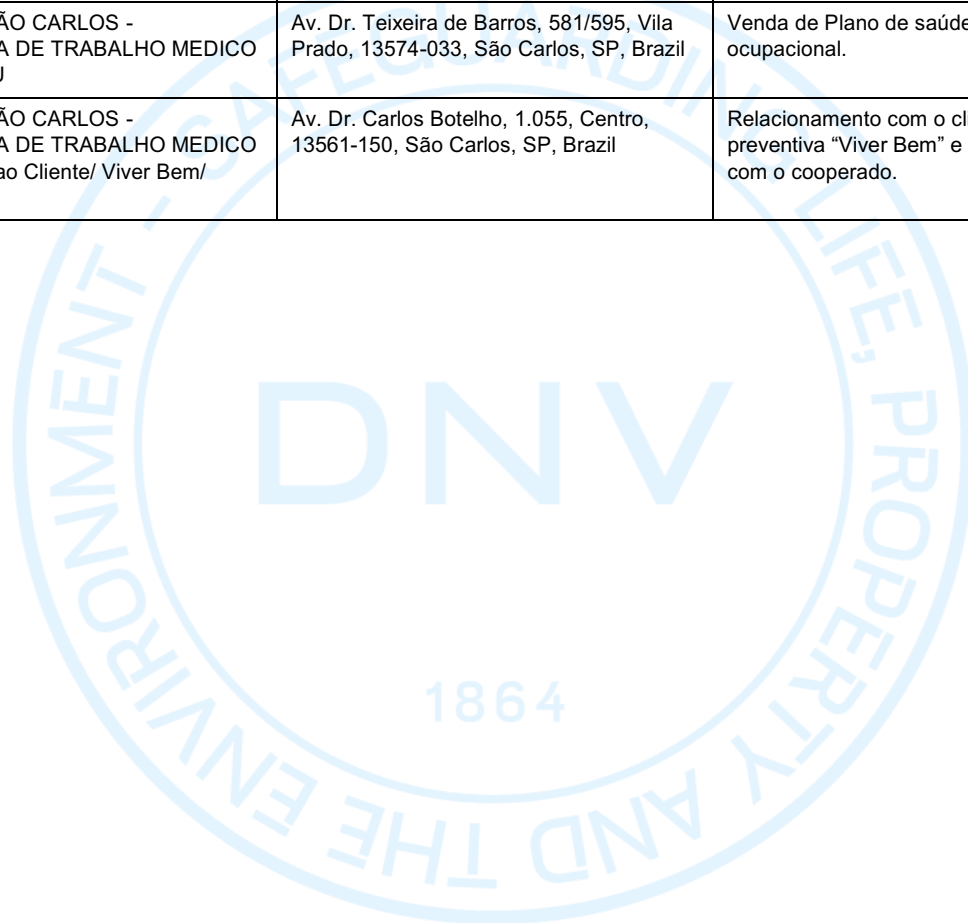 ÃO CARLOS -
A DE TRABALHO MEDICO
U
Av. Dr. Teixeira de Barros, 581/595, Vila
Prado, 13574-033, São Carlos, SP, Brazil
Venda de Plano de saúde
ocupacional.
ÃO CARLOS -
A DE TRABALHO MEDICO
ao Cliente/ Viver Bem/
Av. Dr. Carlos Botelho, 1.055, Centro,
13561-150, São Carlos, SP, Brazil
Relacionamento com o cli
preventiva “Viver Bem” e
com o cooperado.
SAFEGUARDING LIFE, PROPERTY AND THE ENVIRONMENT -
DNV
1864